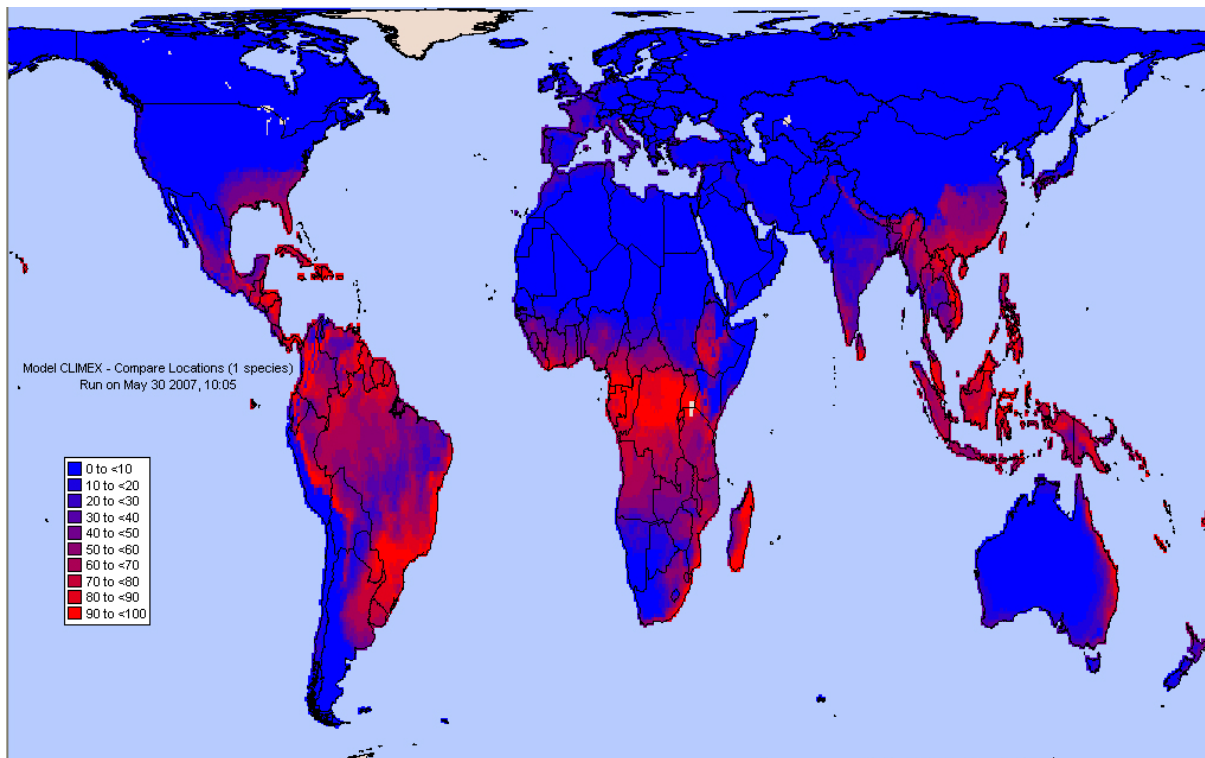 Model CLIMEX - Compare Locations (1 species)
Run on May 30 2007, 10:05
0 to <10
10 to <20
20 to <30
30 to <40
40 to <50
50 to <60
60 to <70
70 to <80
80 to <90
90 to <100